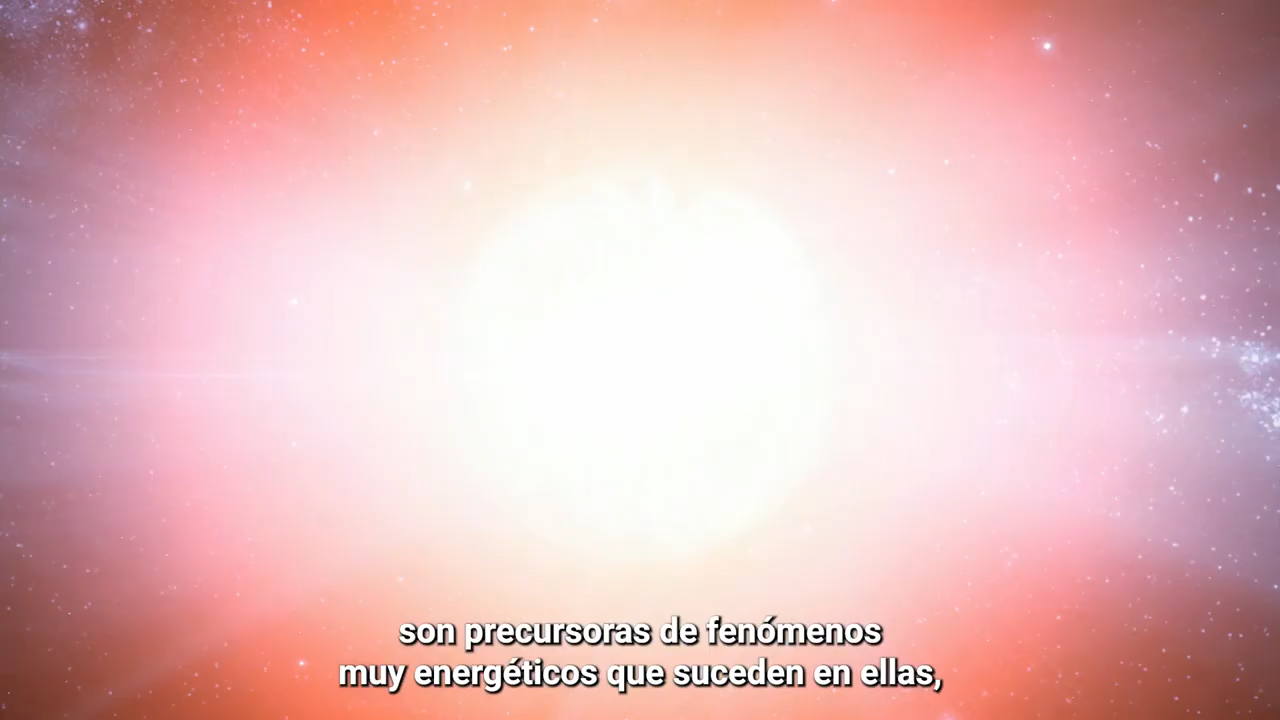 son precursoras de fenómenos
muy energéticos que suceden en ellas,